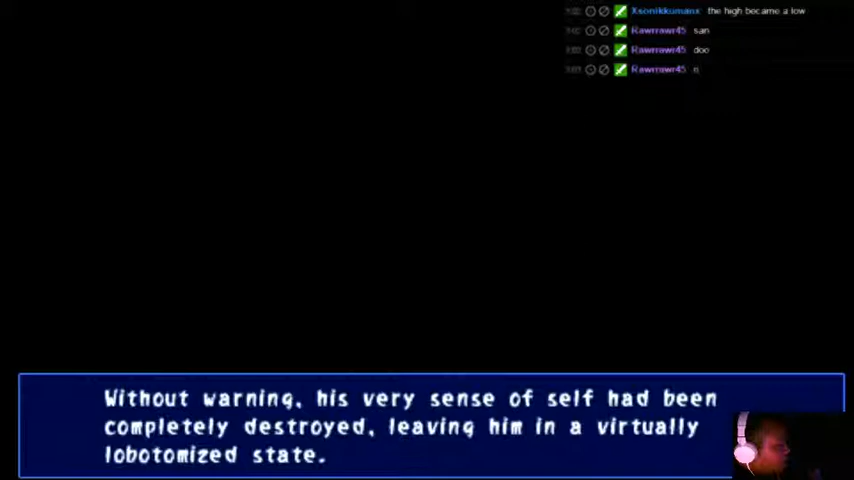 Xsonikkumanx the high became a low
Rawrrawr45 san
Rawrrawr45 doo
Rawrrawr45 n
Without warning, his very sense of self had been
completely destroyed, leaving him in a virtually
lobotomized state.